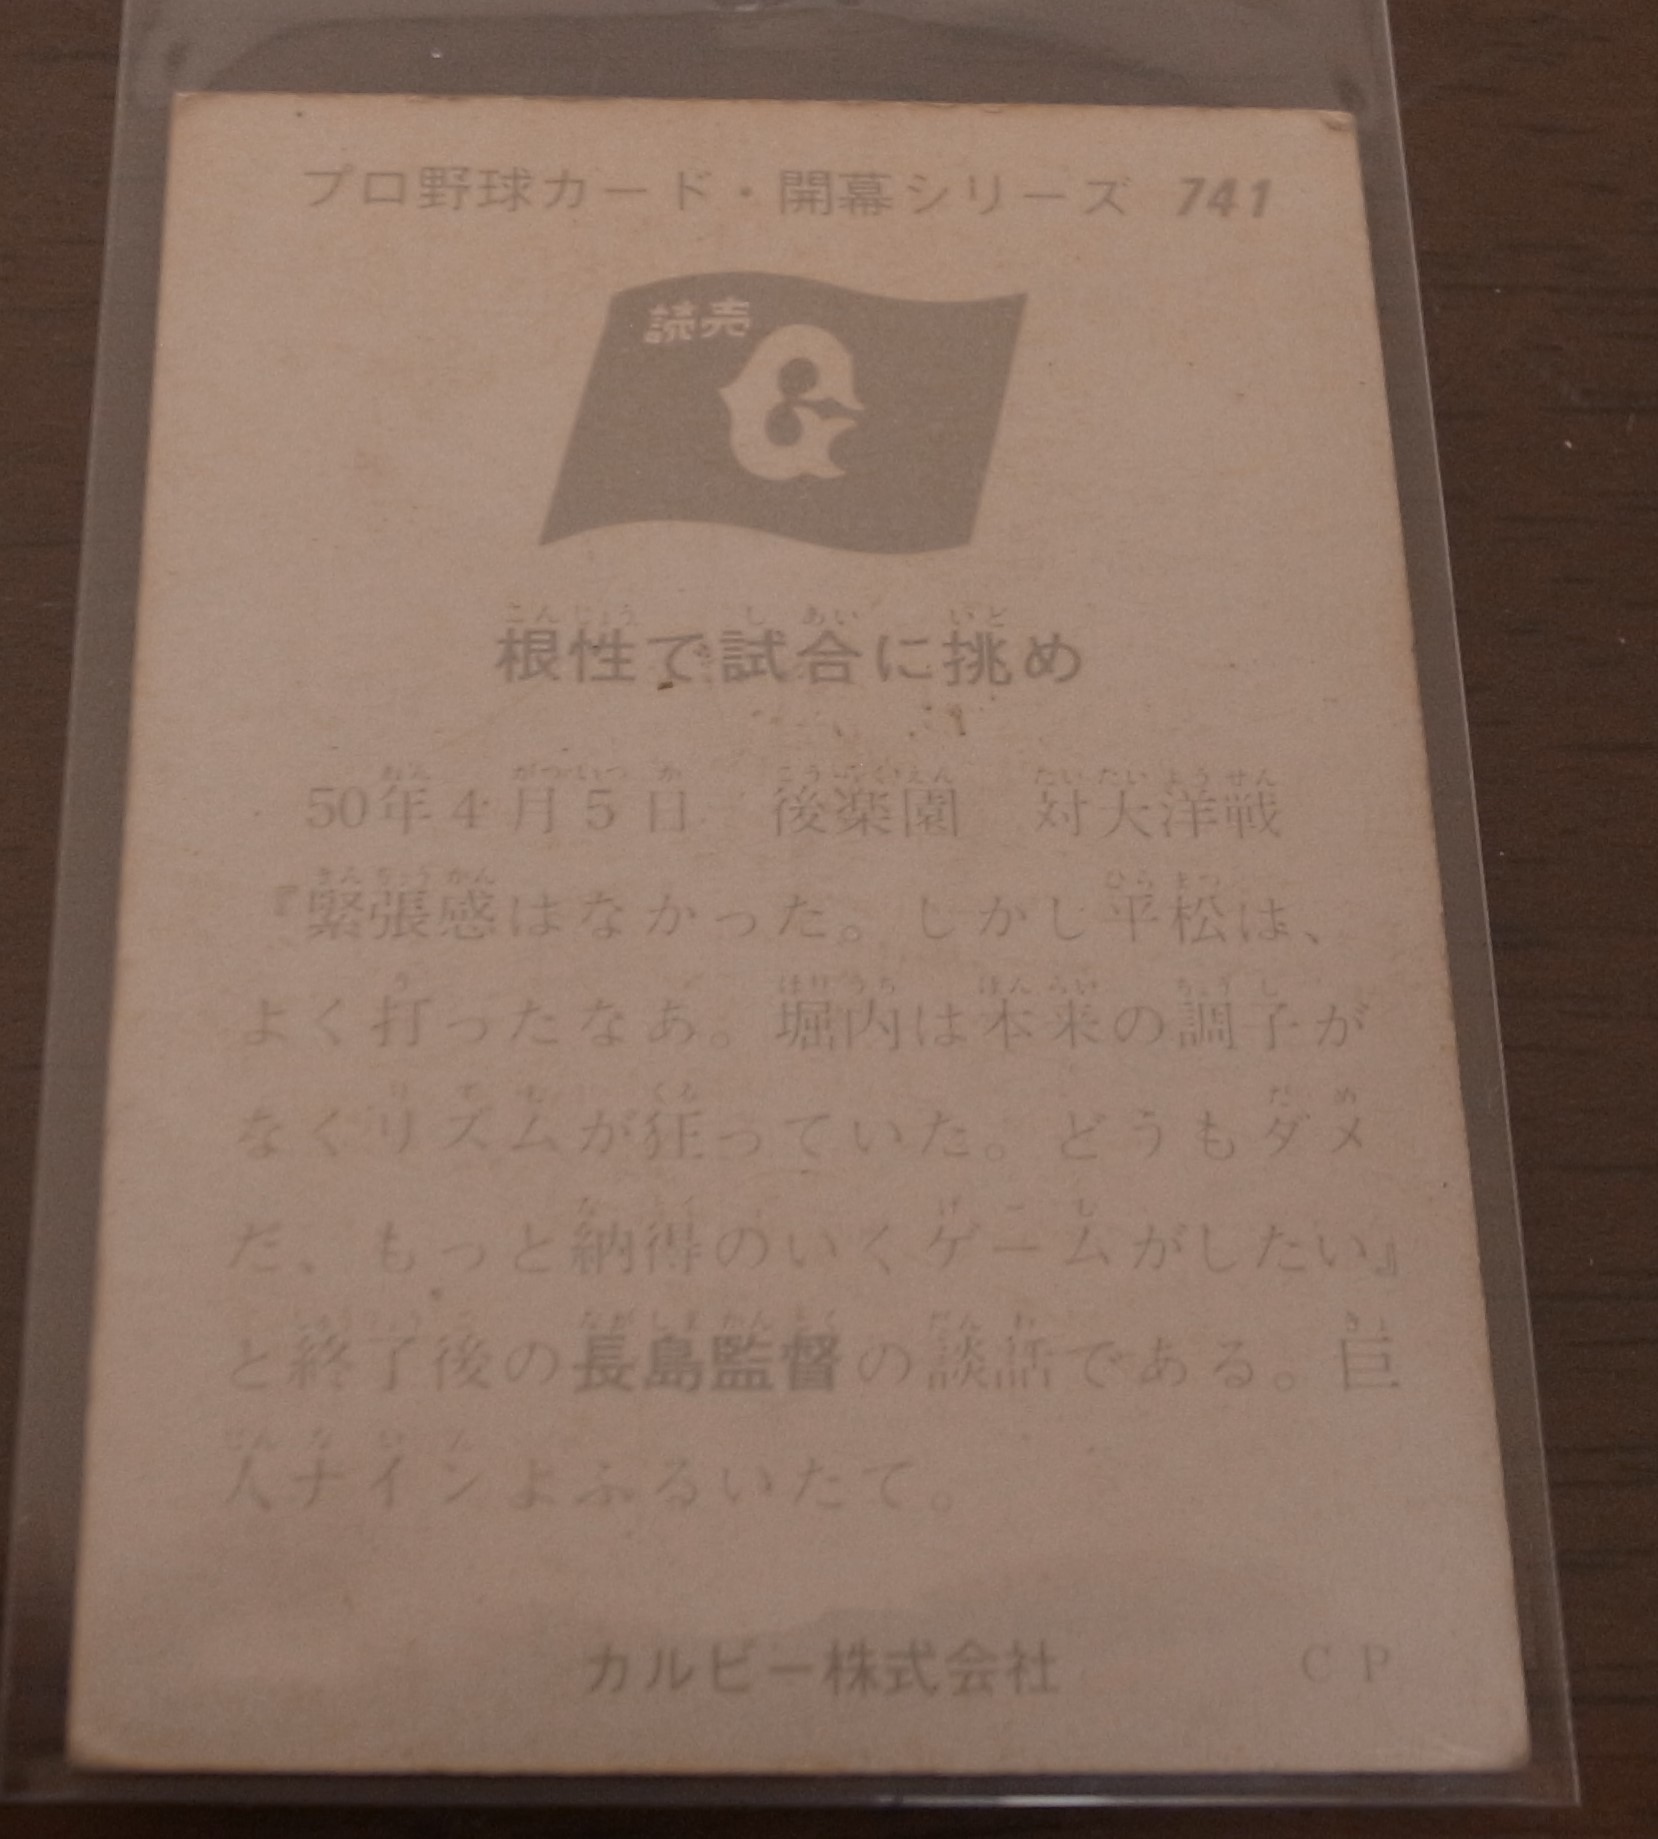 プロ野球カード・開幕シリーズ 741
読売
G
根性で試合に挑め
50年4月5日 後楽園 対大洋戦
『緊張感はなかった。しかし平松は、
よく打ったなあ。堀内は本来の調子が
なくリズムが狂っていた。どうもダメ
だ、もっと納得のいくゲームがしたい』
と終了後の長島監督の談話である。巨
人ナインよふるいたて。
カルビー株式会社 CP